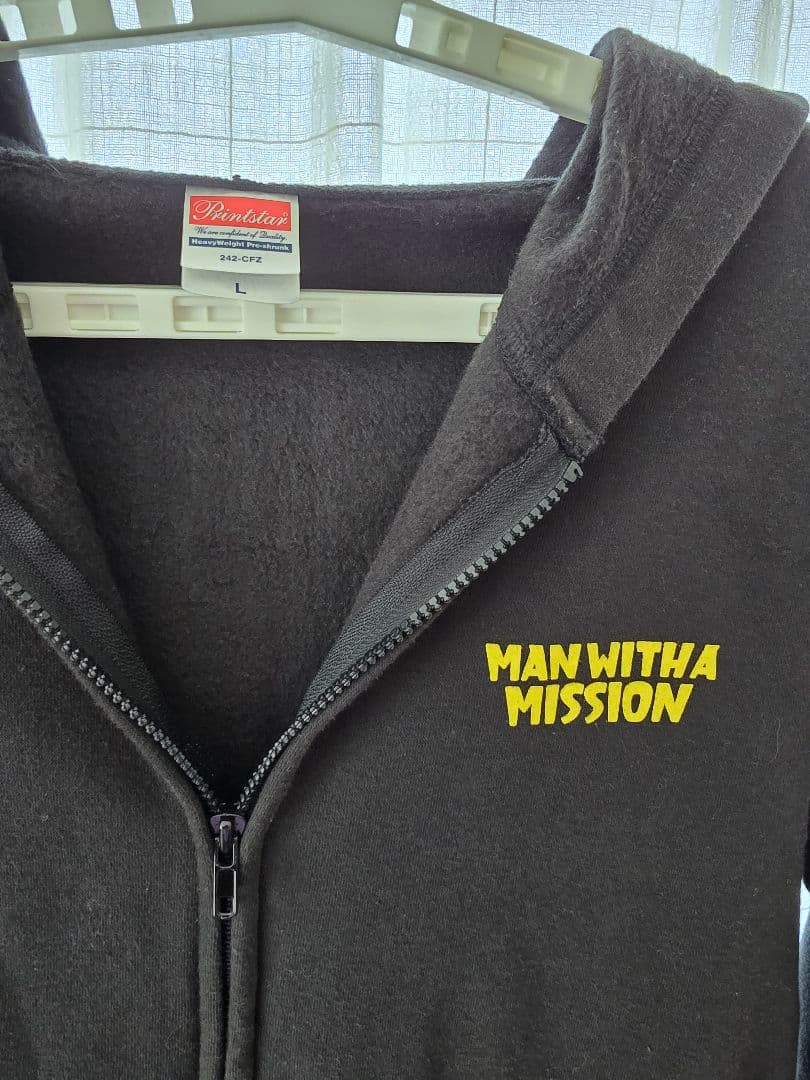 Printstar
We are confident of Quality.
HeavyWeight Pre-shrunk
242-CFZ
L
MAN WITH A
MISSION